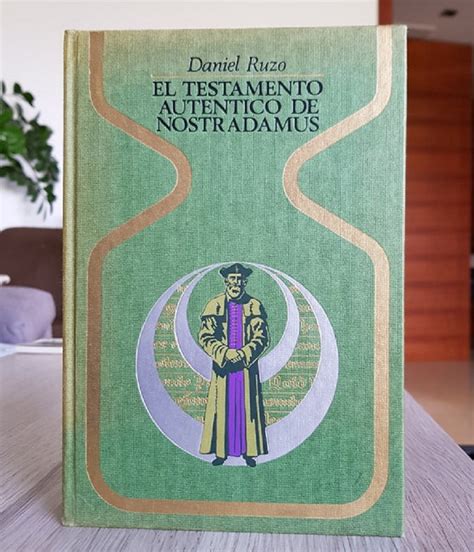 Daniel Ruzo
EL TESTAMENTO
AUTENTICO DE
NOSTRADAMUS